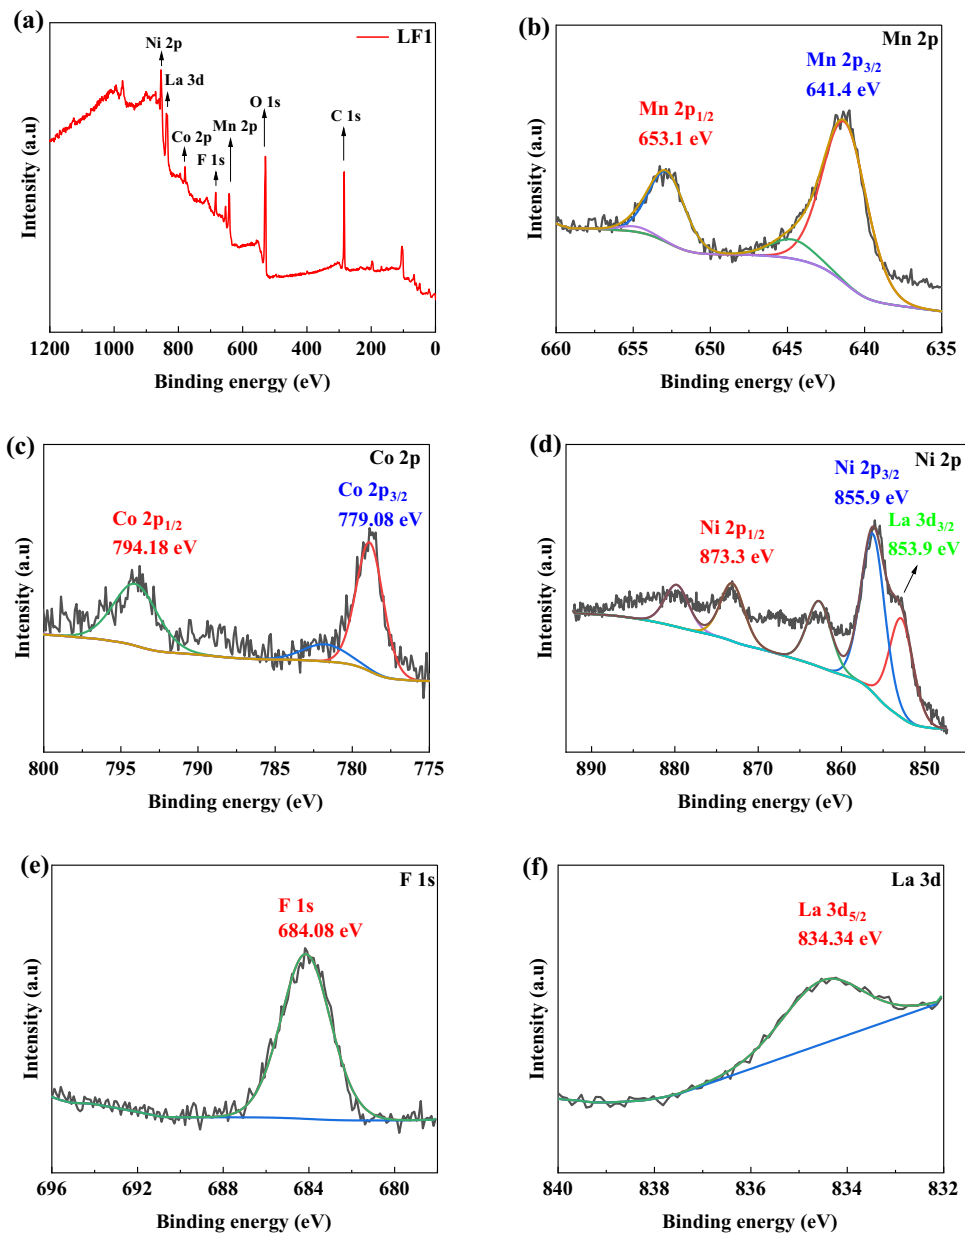 (a)
LF1
Ni 2p
La 3d
Co 2p
F 1s
Mn 2p
O 1s
C 1s
Intensity (a.u)
1200 1000 800 600 400 200 0
Binding energy (eV)
(b)
Mn 2p
Mn 2p3/2
641.4 eV
Mn 2p1/2
653.1 eV
Intensity (a.u)
660 655 650 645 640 635
Binding energy (eV)
(c)
Co 2p
Co 2p3/2
779.08 eV
Co 2p1/2
794.18 eV
Intensity (a.u)
800 795 790 785 780 775
Binding energy (eV)
(d)
Ni 2p
Ni 2p3/2
855.9 eV
La 3d3/2
853.9 eV
Ni 2p1/2
873.3 eV
Intensity (a.u)
890 880 870 860 850
Binding energy (eV)
(e)
F 1s
F 1s
684.08 eV
Intensity (a.u)
696 692 688 684 680
Binding energy (eV)
(f)
La 3d
La 3d5/2
834.34 eV
Intensity (a.u)
840 838 836 834 832
Binding energy (eV)